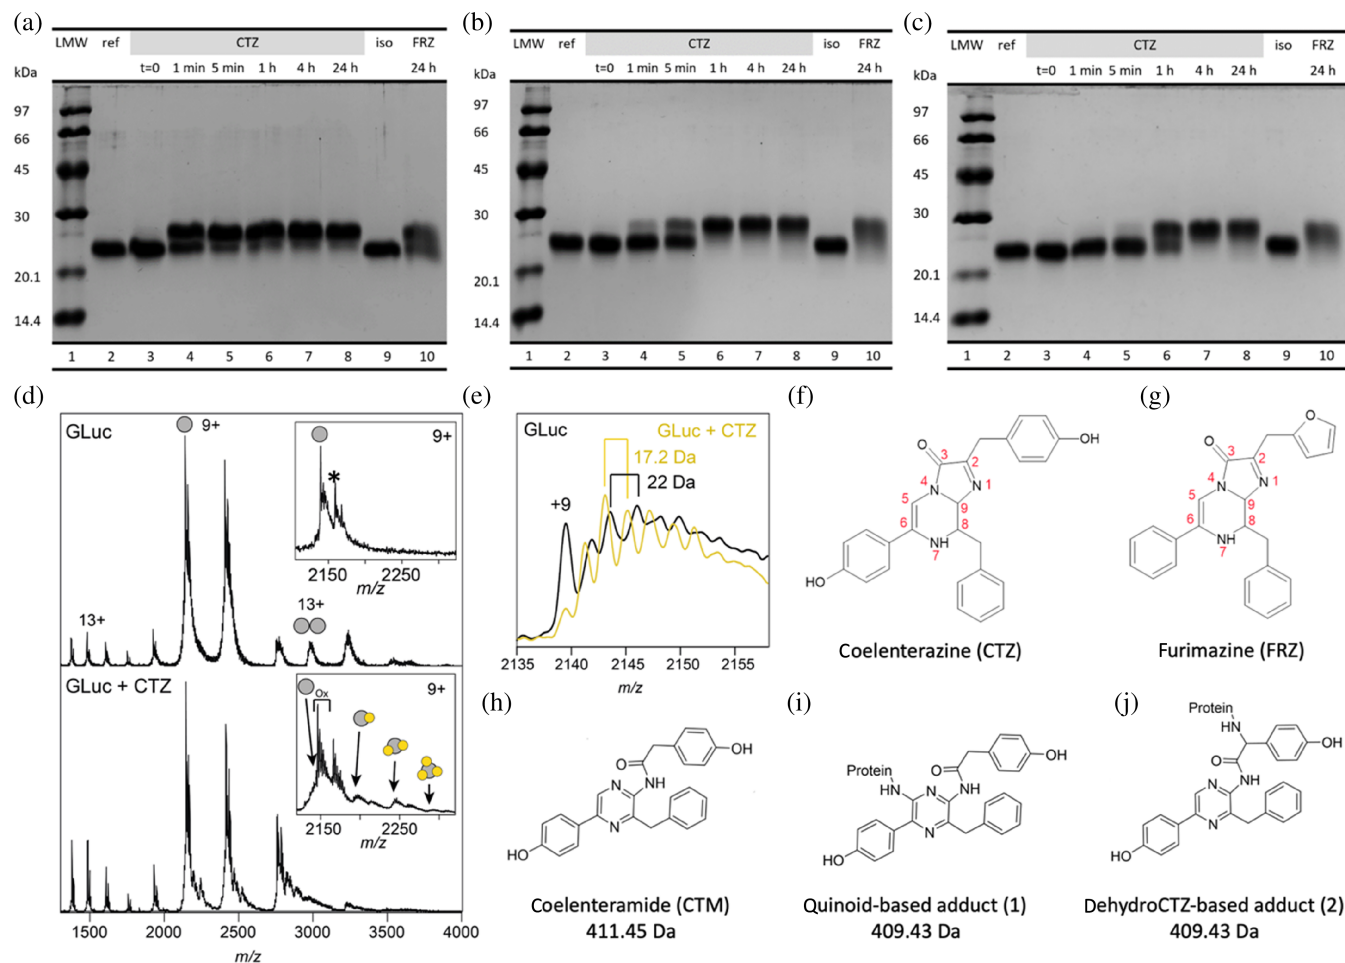 (a)
LMW ref CTZ iso FRZ
kDa t=0 1 min 5 min 1 h 4 h 24 h 24 h
97
66
45
30
20.1
14.4
1 2 3 4 5 6 7 8 9 10
(b)
LMW ref CTZ iso FRZ
kDa t=0 1 min 5 min 1 h 4 h 24 h 24 h
97
66
45
30
20.1
14.4
1 2 3 4 5 6 7 8 9 10
(c)
LMW ref CTZ iso FRZ
kDa t=0 1 min 5 min 1 h 4 h 24 h 24 h
97
66
45
30
20.1
14.4
1 2 3 4 5 6 7 8 9 10
(d)
GLuc 9+
9+
*
2150 2250
m/z
13+ 13+
GLuc + CTZ
Ox 9+
2150 2250
m/z
1500 2000 2500 3000 3500 4000
m/z
(e)
GLuc GLuc + CTZ
17.2 Da
22 Da
+9
2135 2140 2145 2150 2155
m/z
(f)
O 3 2 OH
4 N N 1
5 9
6 8
NH
7
HO
Coelenterazine (CTZ)
(g)
O
O 3 2
4 N N 1
5 9
6 8
NH
7
Furimazine (FRZ)
(h)
OH
O
NH
N
N
HO
Coelenteramide (CTM)
411.45 Da
(i)
OH
Protein O
HN N NH
N
HO
Quinoid-based adduct (1)
409.43 Da
(j)
Protein
HN
OH
O
NH
N
N
HO
DehydroCTZ-based adduct (2)
409.43 Da